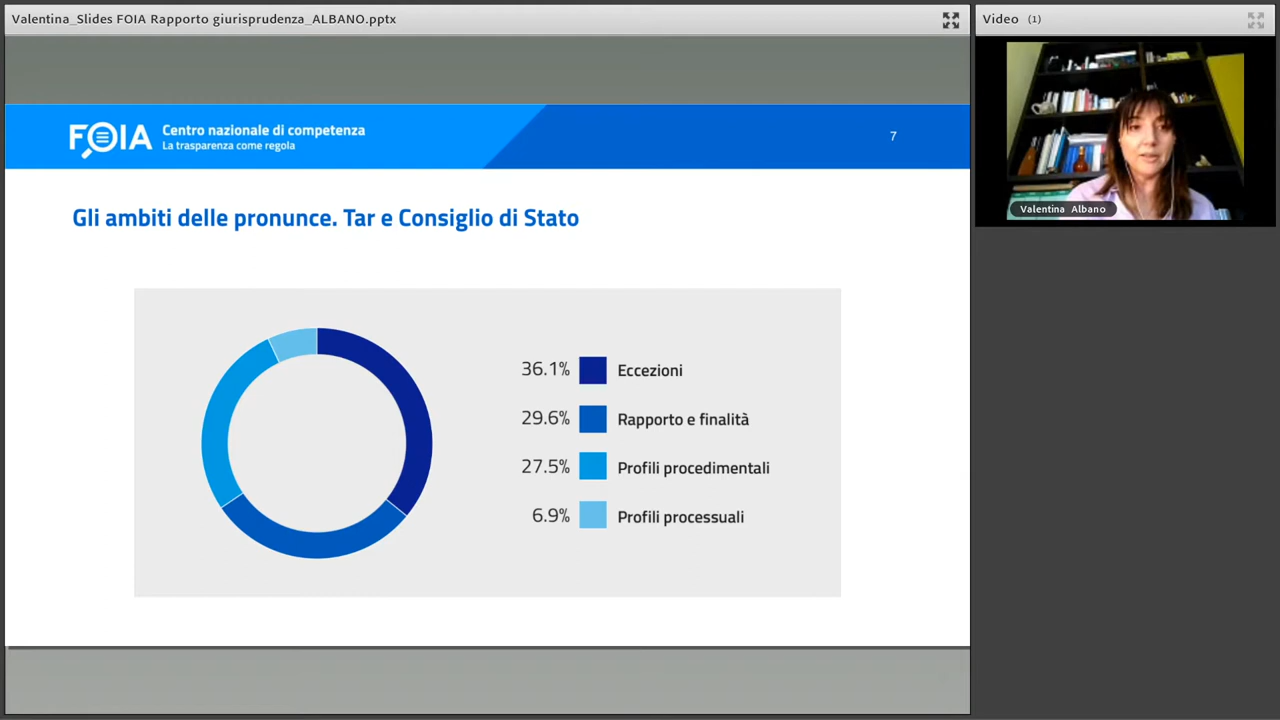 Valentina_Slides FOIA Rapporto giurisprudenza_ALBANO.pptx
Video (1)
FOIA
Centro nazionale di competenza
La trasparenza come regola
7
Valentina Albano
Gli ambiti delle pronunce. Tar e Consiglio di Stato
36.1% Eccezioni
29.6% Rapporto e finalità
27.5% Profili procedimentali
6.9% Profili processuali